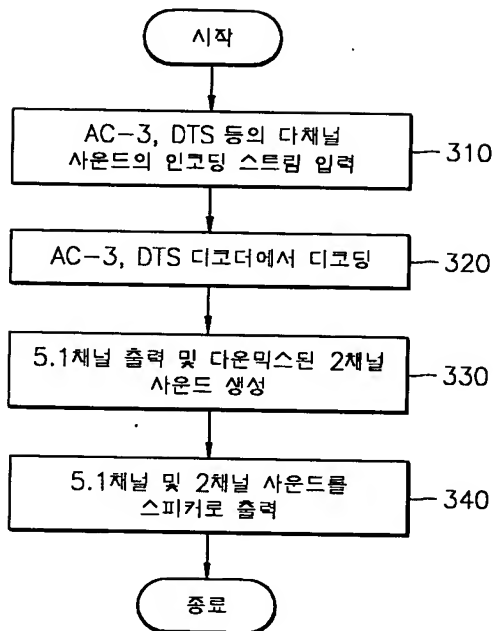 시작
AC-3, DTS 등의 다채널
사운드의 인코딩 스트림 입력
310
AC-3, DTS 디코더에서 디코딩
320
5.1채널 출력 및 다운믹스된 2채널
사운드 생성
330
5.1채널 및 2채널 사운드를
스피커로 출력
340
종료